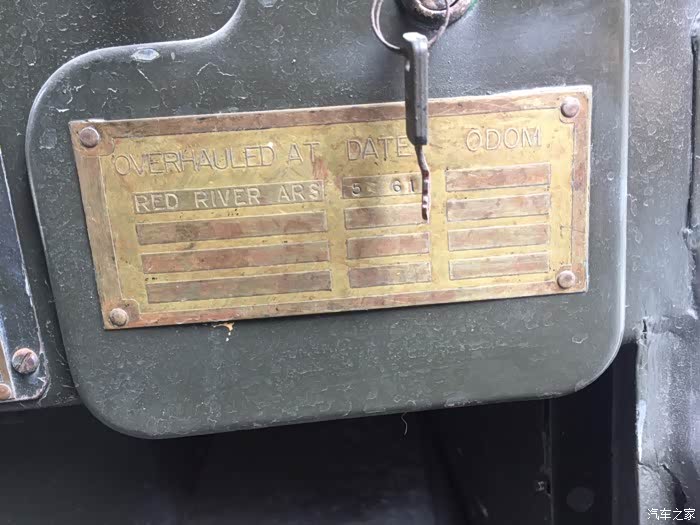 OVERHAULED AT DATE ODOM
RED RIVER ARS 5 61
汽车之家